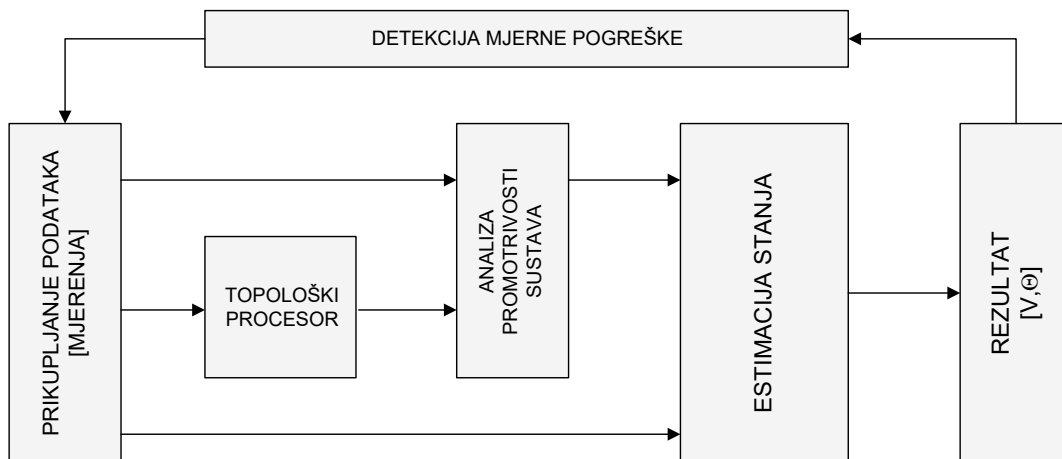 DETEKCIJA MJERNE POGREŠKE
PRIKUPLJANJE PODATAKA
[MJERENJA]
TOPOLOŠKI
PROCESOR
ANALIZA
PROMOTRIVOSTI
SUSTAVA
ESTIMACIJA STANJA
REZULTAT
[V,Θ]